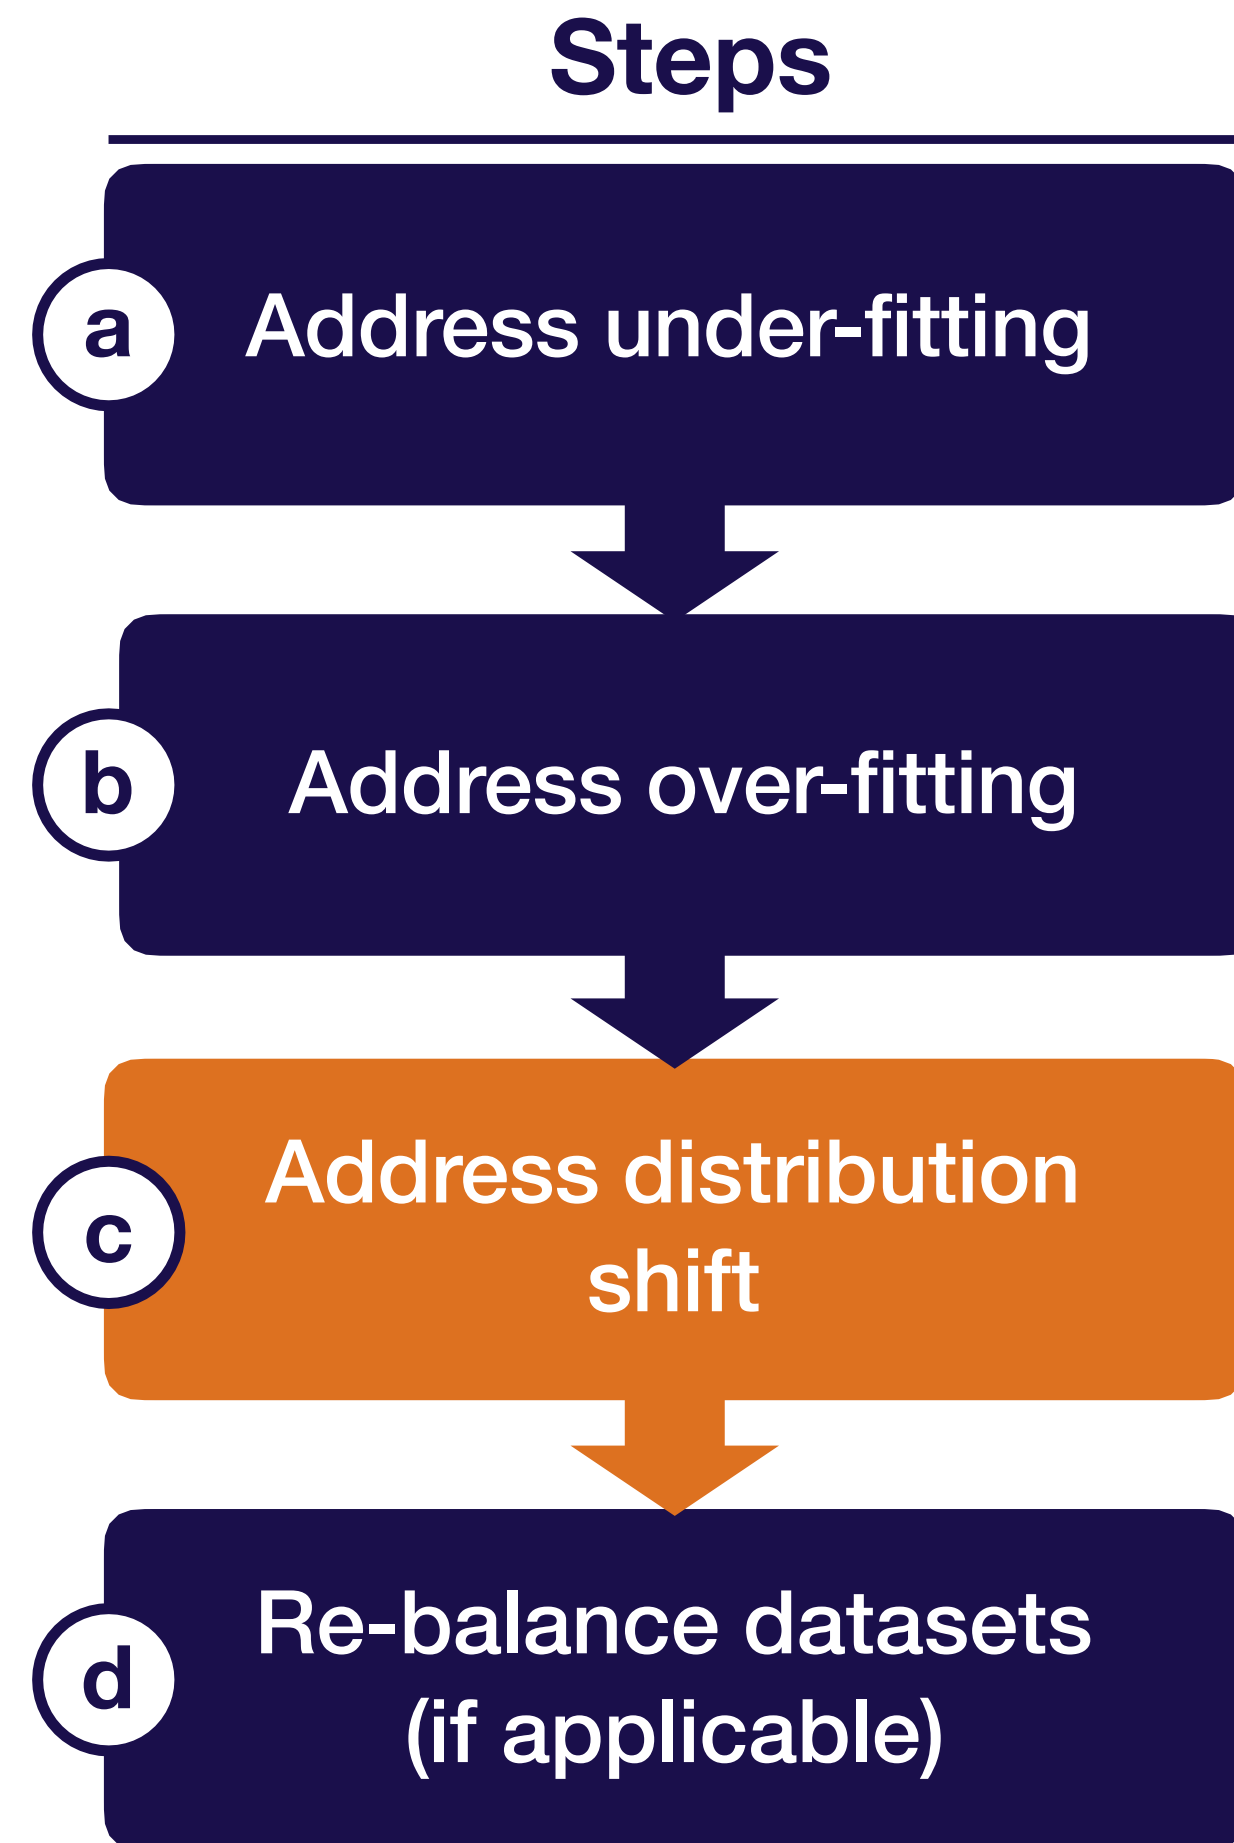 Steps
a
Address under-fitting
b
Address over-fitting
c
Address distribution
shift
d
Re-balance datasets
(if applicable)